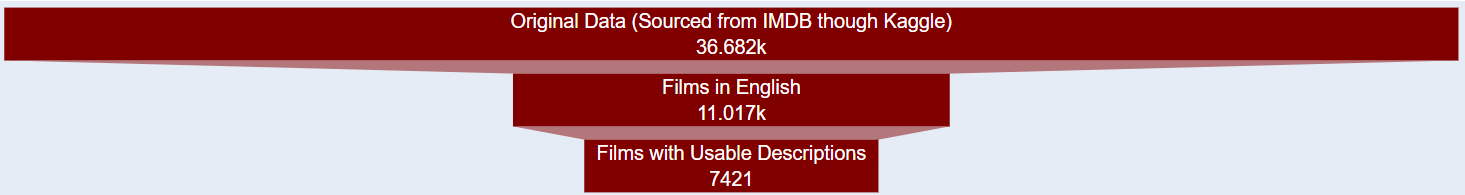 Original Data (Sourced from IMDB though Kaggle)
36.682k
Films in English
11.017k
Films with Usable Descriptions
7421